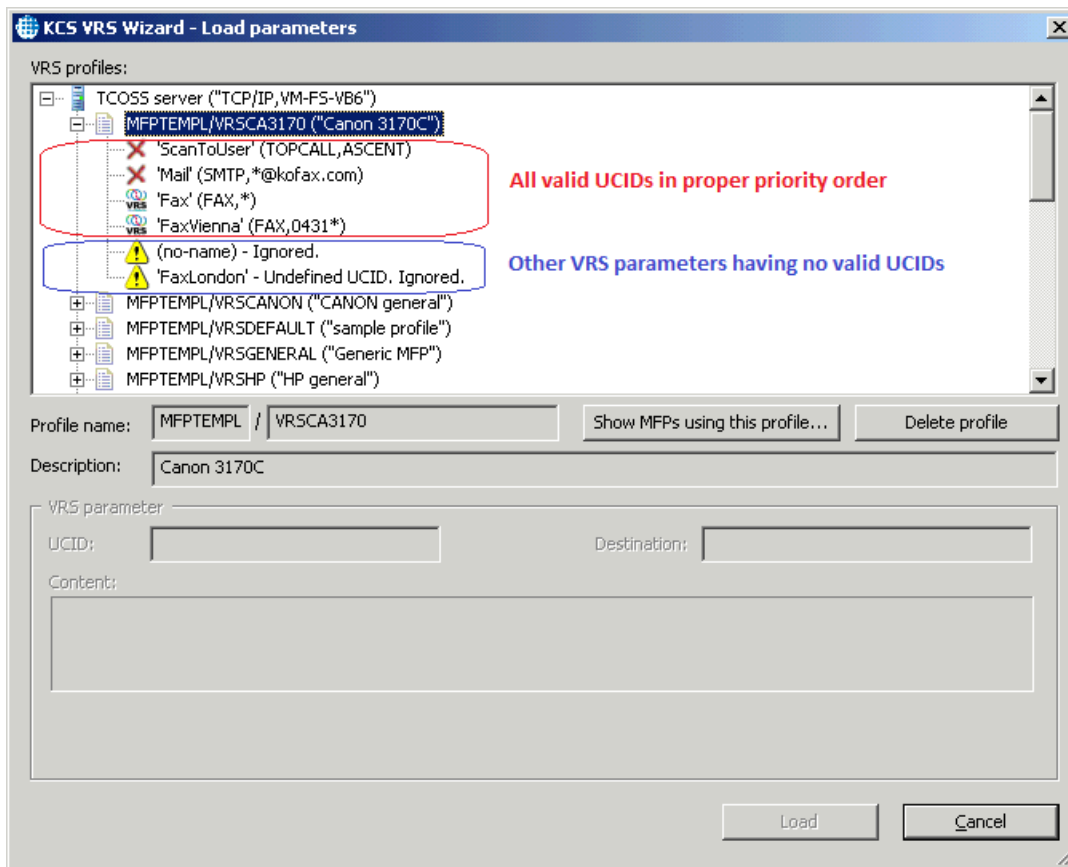 KCS VRS Wizard - Load parameters
VRS profiles:
TCOSS server ("TCP/IP,VM-FS-VB6")
MFPTEMPL/VRSCA3170 ("Canon 3170C")
'ScanToUser' (TOPCALL,ASCENT)
'Mail' (SMTP,*@kofax.com)
All valid UCIDs in proper priority order
VRS 'Fax' (FAX,*)
VRS 'FaxVienna' (FAX,0431*)
(no-name) - Ignored.
Other VRS parameters having no valid UCIDs
'FaxLondon' - Undefined UCID. Ignored.
MFPTEMPL/VRSCANON ("CANON general")
MFPTEMPL/VRSDEFAULT ("sample profile")
MFPTEMPL/VRSGENERAL ("Generic MFP")
MFPTEMPL/VRSHP ("HP general")
Profile name: MFPTEMPL / VRSCA3170 Show MFPs using this profile... Delete profile
Description: Canon 3170C
VRS parameter
UCID: Destination:
Content:
Load Cancel